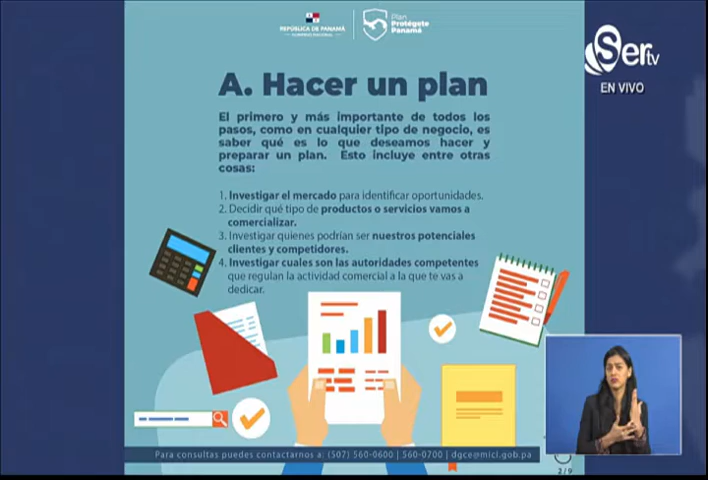 REPÚBLICA DE PANAMÁ
— GOBIERNO NACIONAL —
Plan
Protégete
Panamá
Sertv
EN VIVO
A. Hacer un plan
El primero y más importante de todos los
pasos, como en cualquier tipo de negocio, es
saber qué es lo que deseamos hacer y
preparar un plan. Esto incluye entre otras
cosas:
1. Investigar el mercado para identificar oportunidades.
2. Decidir qué tipo de productos o servicios vamos a
comercializar.
3. Investigar quienes podrían ser nuestros potenciales
clientes y competidores.
4. Investigar cuales son las autoridades competentes
que regulan la actividad comercial a la que te vas a
dedicar.
Para consultas puedes contactarnos a: (507) 560-0600 | 560-0700 | dgce@mici.gob.pa
2/9